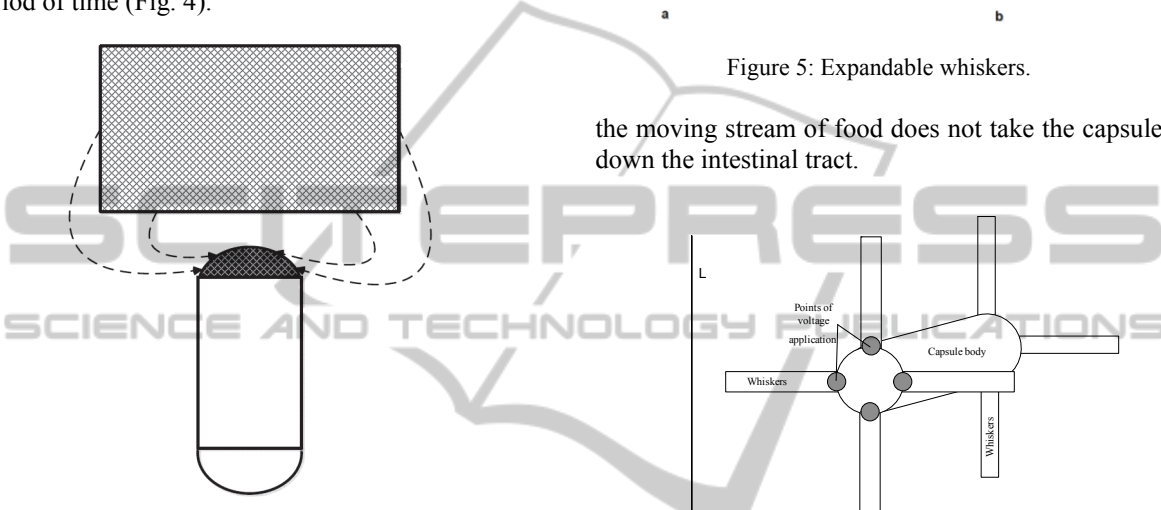 iod of time (Fig. 4).
a b
Figure 5: Expandable whiskers.
the moving stream of food does not take the capsule
down the intestinal tract.
SCITEPRESS
SCIENCE AND TECHNOLOGY PUBLICATIONS
L
Points of
voltage
application
Capsule body
Whiskers
Whiskers